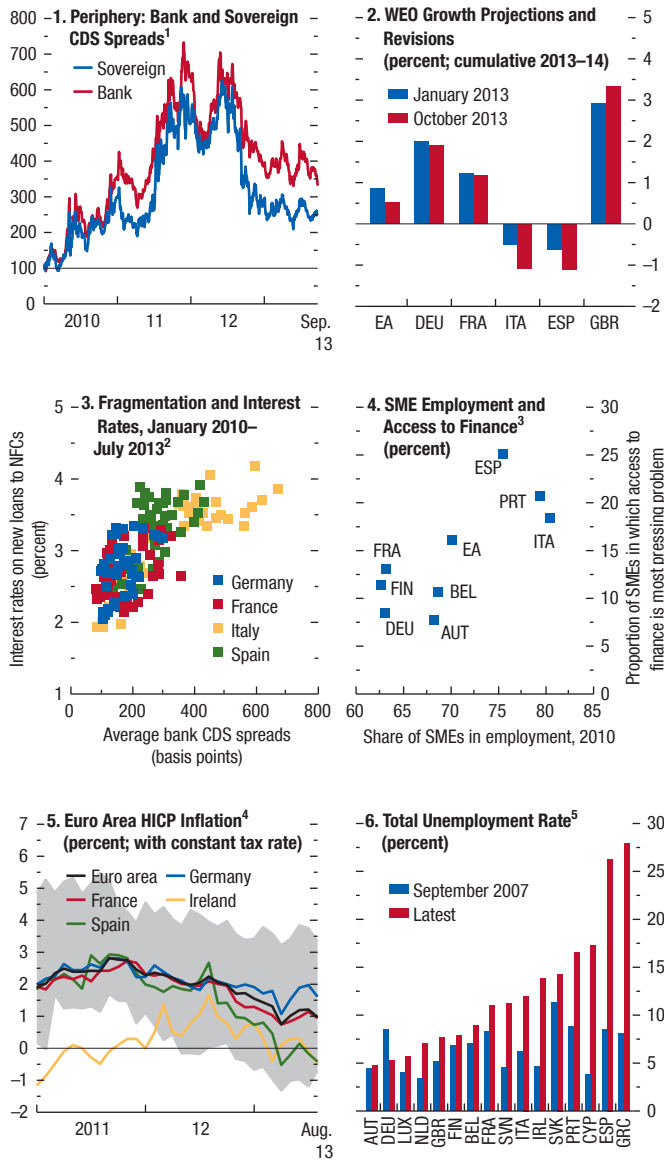 1. Periphery: Bank and Sovereign
CDS Spreads1
Sovereign
Bank
800
700
600
500
400
300
200
100
0
2010
11
12
Sep.
13
2. WEO Growth Projections and
Revisions
(percent; cumulative 2013–14)
January 2013
October 2013
5
4
3
2
1
0
–1
–2
EA
DEU
FRA
ITA
ESP
GBR
3. Fragmentation and Interest
Rates, January 2010–
July 20132
Interest rates on new loans to NFCs
(percent)
5
4
3
2
1
Germany
France
Italy
Spain
0
200
400
600
800
Average bank CDS spreads
(basis points)
4. SME Employment and
Access to Finance3
(percent)
ESP
PRT
ITA
FRA
EA
FIN
BEL
DEU
AUT
30
25
20
15
10
5
0
Proportion of SMEs in which access to
finance is most pressing problem
60
65
70
75
80
85
Share of SMEs in employment, 2010
5. Euro Area HICP Inflation4
(percent; with constant tax rate)
Euro area
Germany
France
Ireland
Spain
7
6
5
4
3
2
1
0
–1
–2
2011
12
Aug.
13
6. Total Unemployment Rate5
(percent)
September 2007
Latest
30
25
20
15
10
5
0
AUT
DEU
LUX
NLD
GBR
FIN
BEL
FRA
SVN
ITA
IRL
SVK
PRT
CYP
ESP
GRC